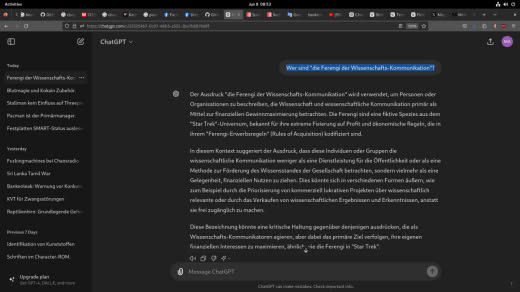 Activities
Jun 8 08:52
ChatGPT
Wer sind "die Ferengi der Wissenschafts-Kommunikation"?
Today
Ferengi der Wissenschafts-Kom
Blutmagie und Kokain-Zubehör.
Staßman kein Einfluss auf Threespin
Pacman ist der Primärmanager.
Festplatten SMART-Status auslesen
Yesterday
Pushingmachines bei Cheeseradio
Sri Lanka Tamil War
Bankenleak: Warnung vor Konkurs
KVT für Zwangsstörungen
Reptiloienhirn: Grundlegende Gehirn
Previous 7 Days
Identifikation von Kunststoffen
Schriften im Character-ROM.
Upgrade plan
Get GPT-4, DALL·E, and more
Der Ausdruck "die Ferengi der Wissenschafts-Kommunikation" wird verwendet, um Personen oder
Organisationen zu beschreiben, die Wissenschaft und wissenschaftliche Kommunikation primär als
Mittel zur finanziellen Gewinnmaximierung betrachten. Die Ferengi sind eine fiktive Spezies aus dem
"Star Trek"-Universum, bekannt für ihre extreme Fixierung auf Profit und ökonomische Regeln, die in
ihrem "Ferengi-Erwerbsregeln" (Rules of Acquisition) kodifiziert sind.
In diesem Kontext suggeriert der Ausdruck, dass diese Individuen oder Gruppen die
wissenschaftliche Kommunikation weniger als eine Dienstleistung für die Öffentlichkeit oder als eine
Methode zur Förderung des Wissensstandes der Gesellschaft betrachten, sondern vielmehr als eine
Gelegenheit, finanziellen Nutzen zu ziehen. Dies könnte sich in verschiedenen Formen äußern, wie
zum Beispiel durch die Priorisierung von kommerziell lukrativen Projekten über wissenschaftlich
relevante oder durch das Verkaufen von wissenschaftlichen Ergebnissen und Erkenntnissen, anstatt
sie frei zugänglich zu machen.
Diese Bezeichnung könnte eine kritische Haltung gegenüber denjenigen ausdrücken, die als
Wissenschafts-Kommunikatoren agieren, aber dabei das primäre Ziel verfolgen, ihre eigenen
finanziellen Interessen zu maximieren, ähnlich wie die Ferengi in "Star Trek".
Message ChatGPT
ChatGPT can make mistakes. Check important info.